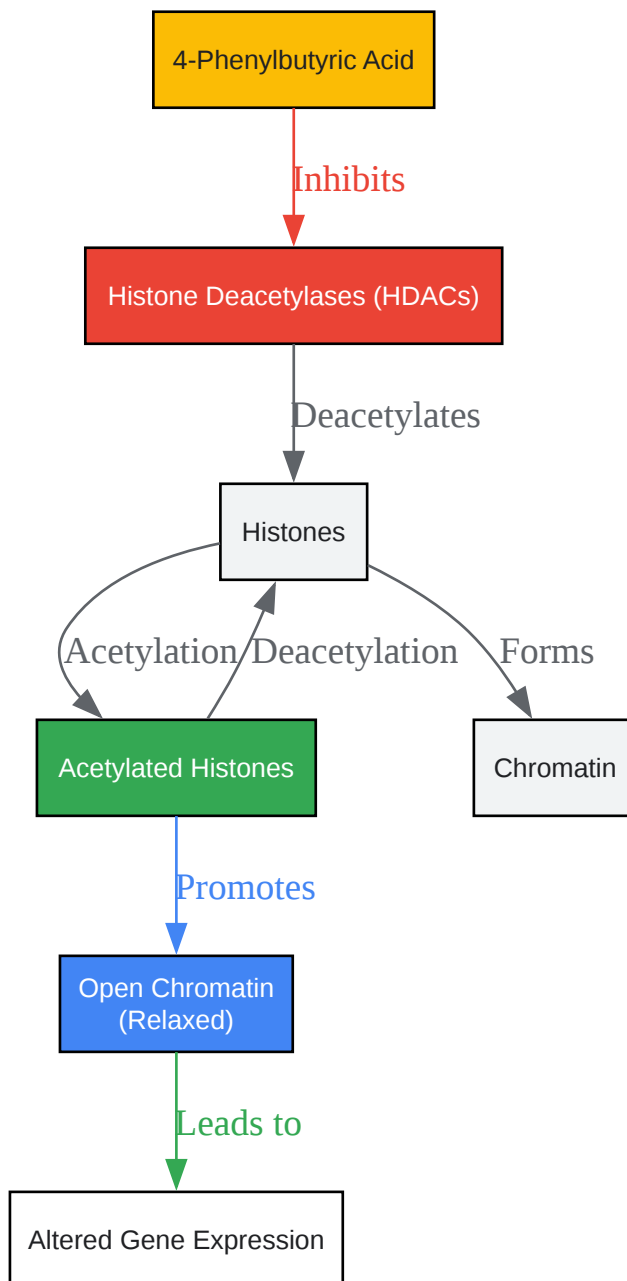 4-Phenylbutyric Acid
Inhibits
Histone Deacetylases (HDACs)
Deacetylates
Histones
Acetylation
Deacetylation
Forms
Acetylated Histones
Chromatin
Promotes
Open Chromatin
(Relaxed)
Leads to
Altered Gene Expression